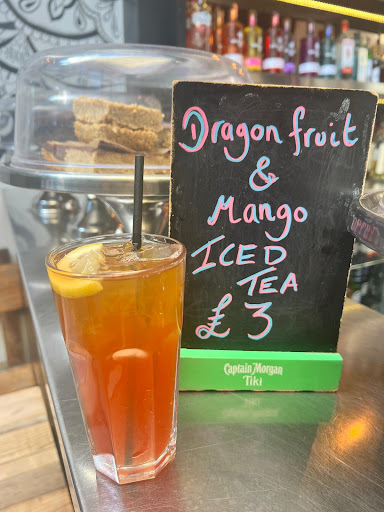 Dragon fruit
&
Mango
ICED
TEA
£3
Captain Morgan
TIKI